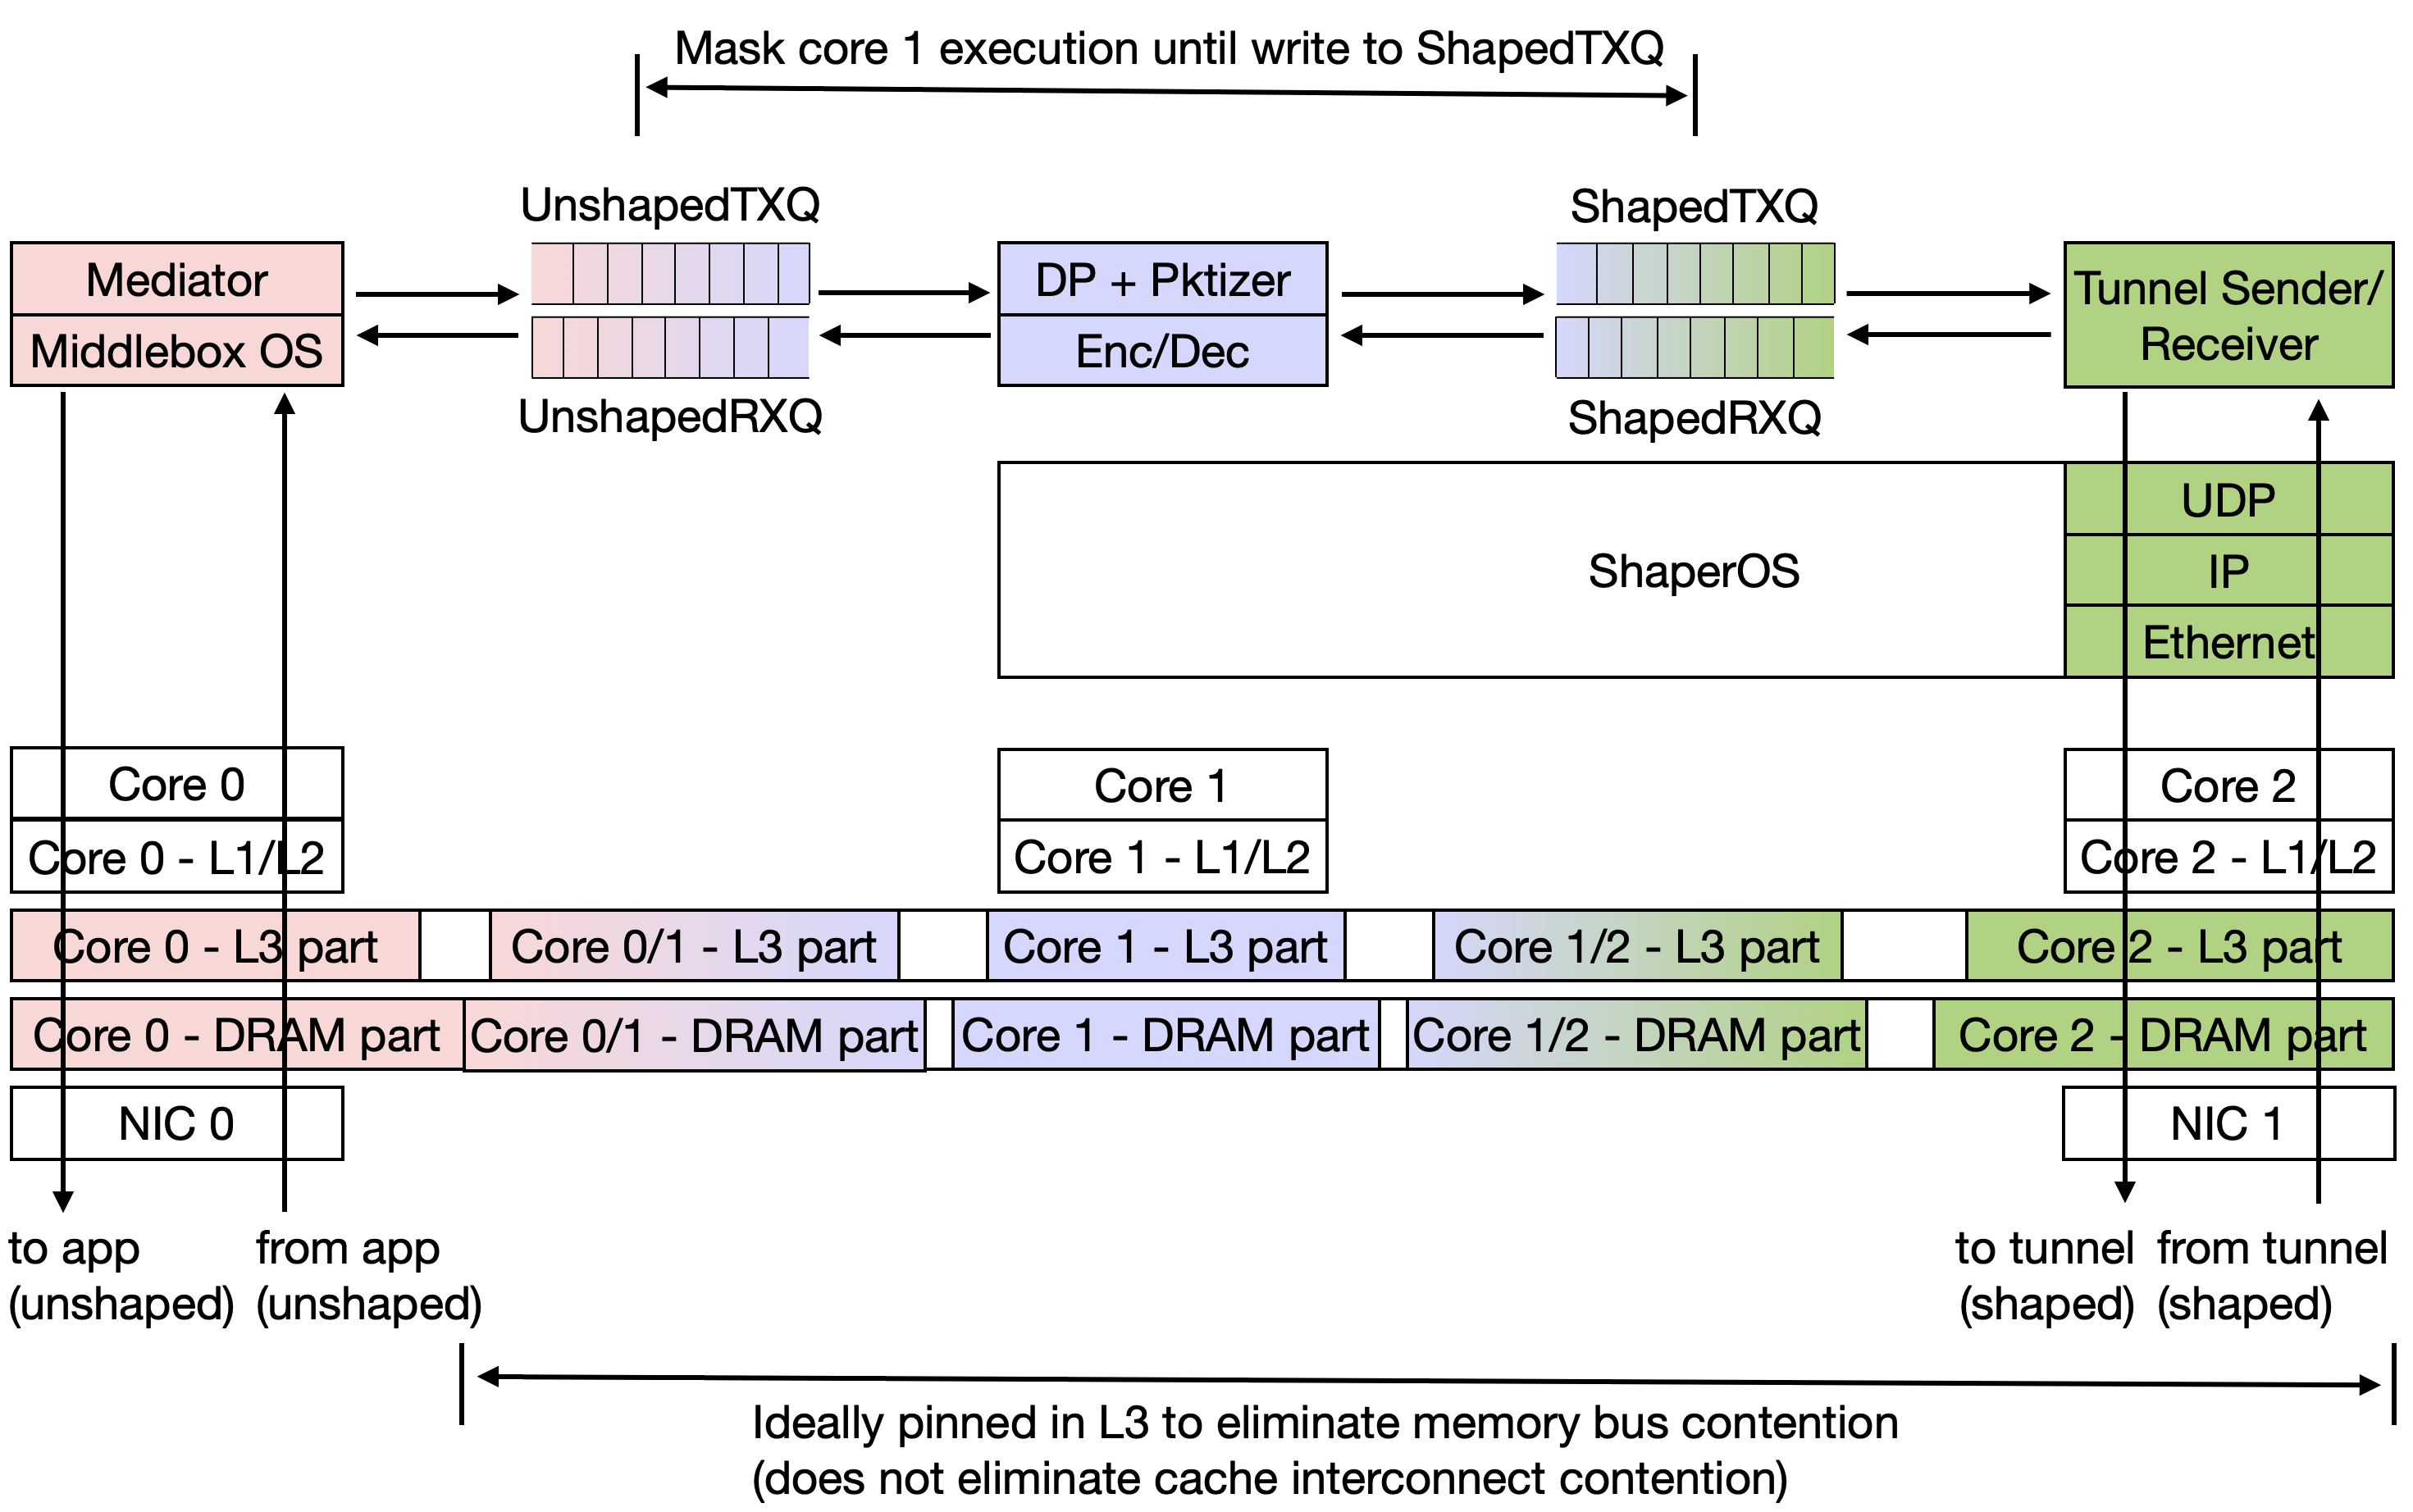 Mask core 1 execution until write to ShapedTXQ
UnshapedTXQ
ShapedTXQ
Mediator
Middlebox OS
DP + Pktizer
Enc/Dec
Tunnel Sender/
Receiver
UnshapedRXQ
ShapedRXQ
ShaperOS
UDP
IP
Ethernet
Core 0
Core 1
Core 2
Core 0 - L1/L2
Core 1 - L1/L2
Core 2 - L1/L2
Core 0 - L3 part
Core 0/1 - L3 part
Core 1 - L3 part
Core 1/2 - L3 part
Core 2 - L3 part
Core 0 - DRAM part
Core 0/1 - DRAM part
Core 1 - DRAM part
Core 1/2 - DRAM part
Core 2 - DRAM part
NIC 0
NIC 1
to app
(unshaped)
from app
(unshaped)
to tunnel
(shaped)
from tunnel
(shaped)
Ideally pinned in L3 to eliminate memory bus contention
(does not eliminate cache interconnect contention)